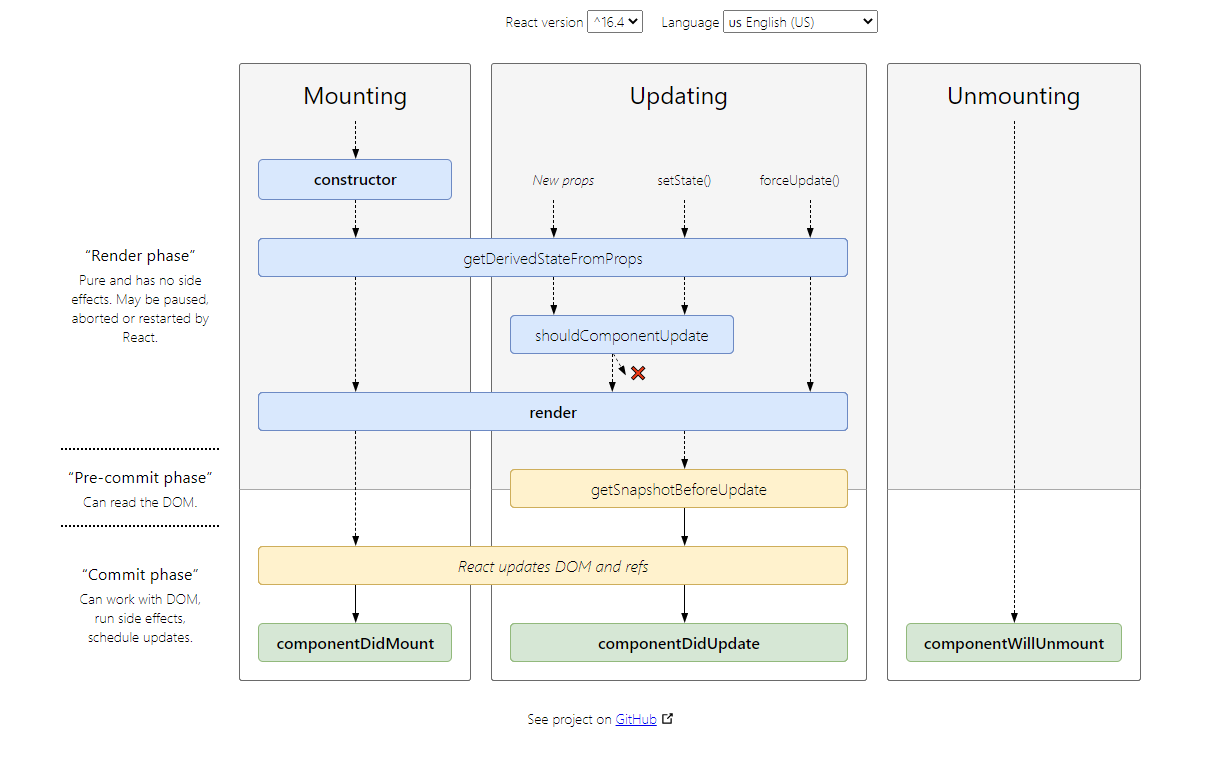 React version ^16.4 Language us English (US)
Mounting
Updating
Unmounting
constructor
New props
setState()
forceUpdate()
“Render phase”
Pure and has no side
effects. May be paused,
aborted or restarted by
React.
getDerivedStateFromProps
shouldComponentUpdate
render
“Pre-commit phase”
Can read the DOM.
getSnapshotBeforeUpdate
“Commit phase”
Can work with DOM,
run side effects,
schedule updates.
React updates DOM and refs
componentDidMount
componentDidUpdate
componentWillUnmount
See project on GitHub